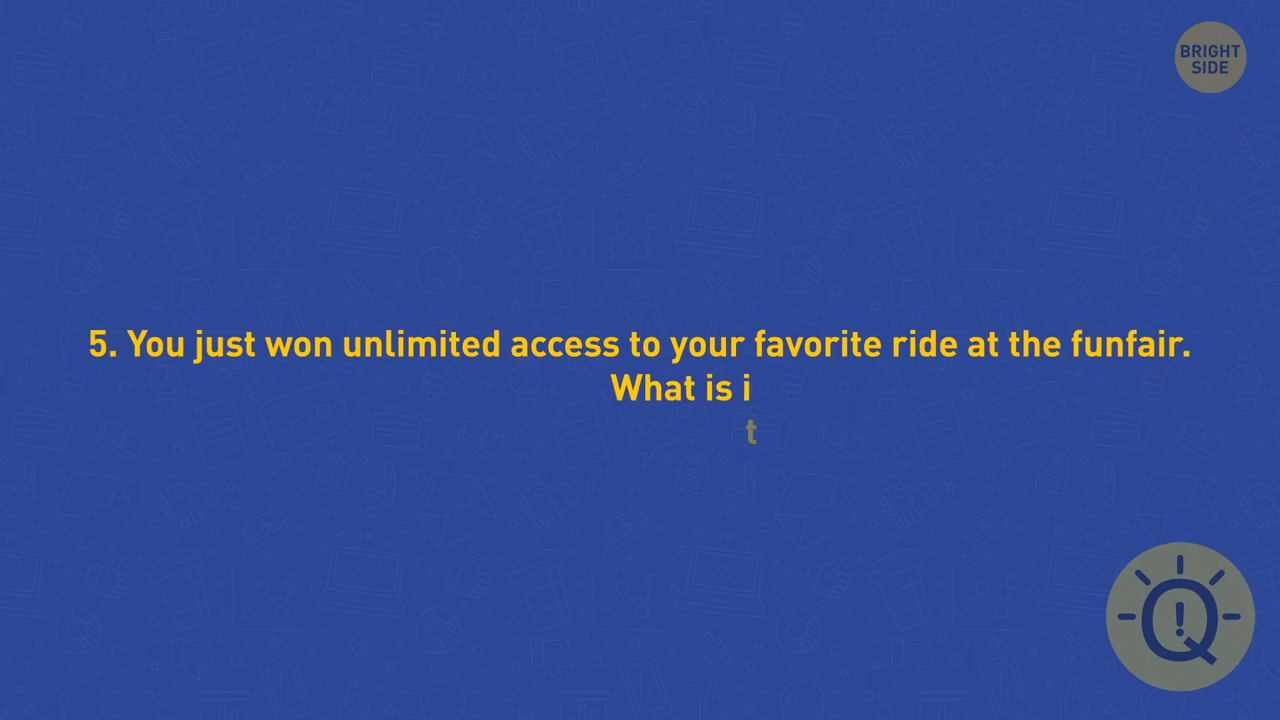 BRIGHT
SIDE
5. You just won unlimited access to your favorite ride at the funfair.
What is i
t
Q!